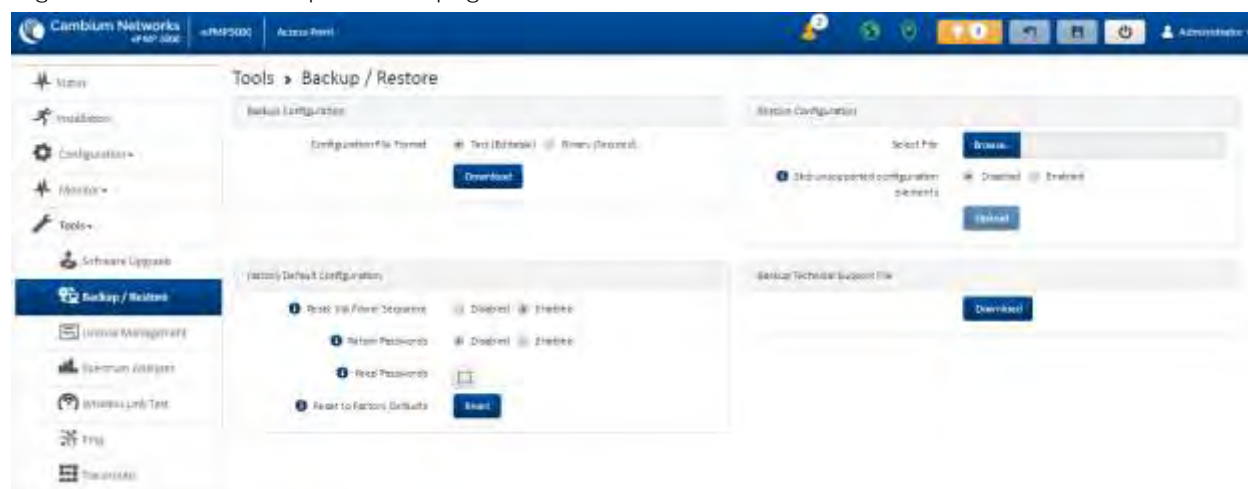 Cambium Networks
ePMP 3000
ePMP3000
Access Point
2
0
Administrator
Status
Installation
Configuration
Monitor
Tools
Software Upgrade
Backup / Restore
License Management
Spectrum Analyzer
Wireless Link Test
Ping
Traceroute
Tools » Backup / Restore
Backup Configuration
Configuration File Format
Text (Editable) Binary (Secured)
Download
Restore Configuration
Select File
Browse...
Skip unsupported configuration
elements
Disabled Enabled
Upload
Factory Default Configuration
Reset Via Power Sequence
Disabled Enabled
Retain Passwords
Disabled Enabled
Passwords
Reset to Factory Defaults
Reset
Backup Technical Support File
Download